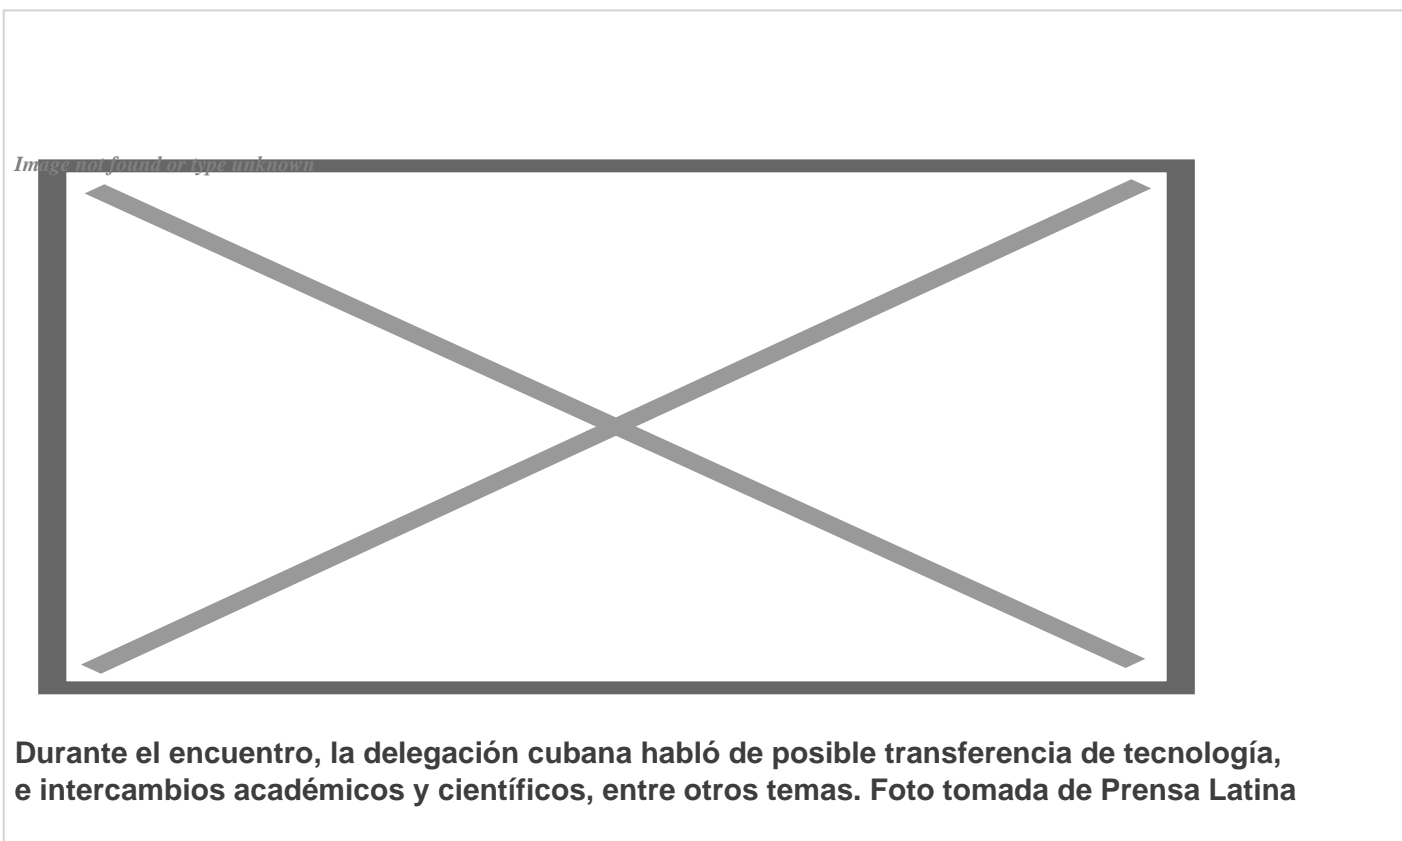 Image not found or type unknown
Durante el encuentro, la delegación cubana habló de posible transferencia de tecnología,
e intercambios académicos y científicos, entre otros temas. Foto tomada de Prensa Latina